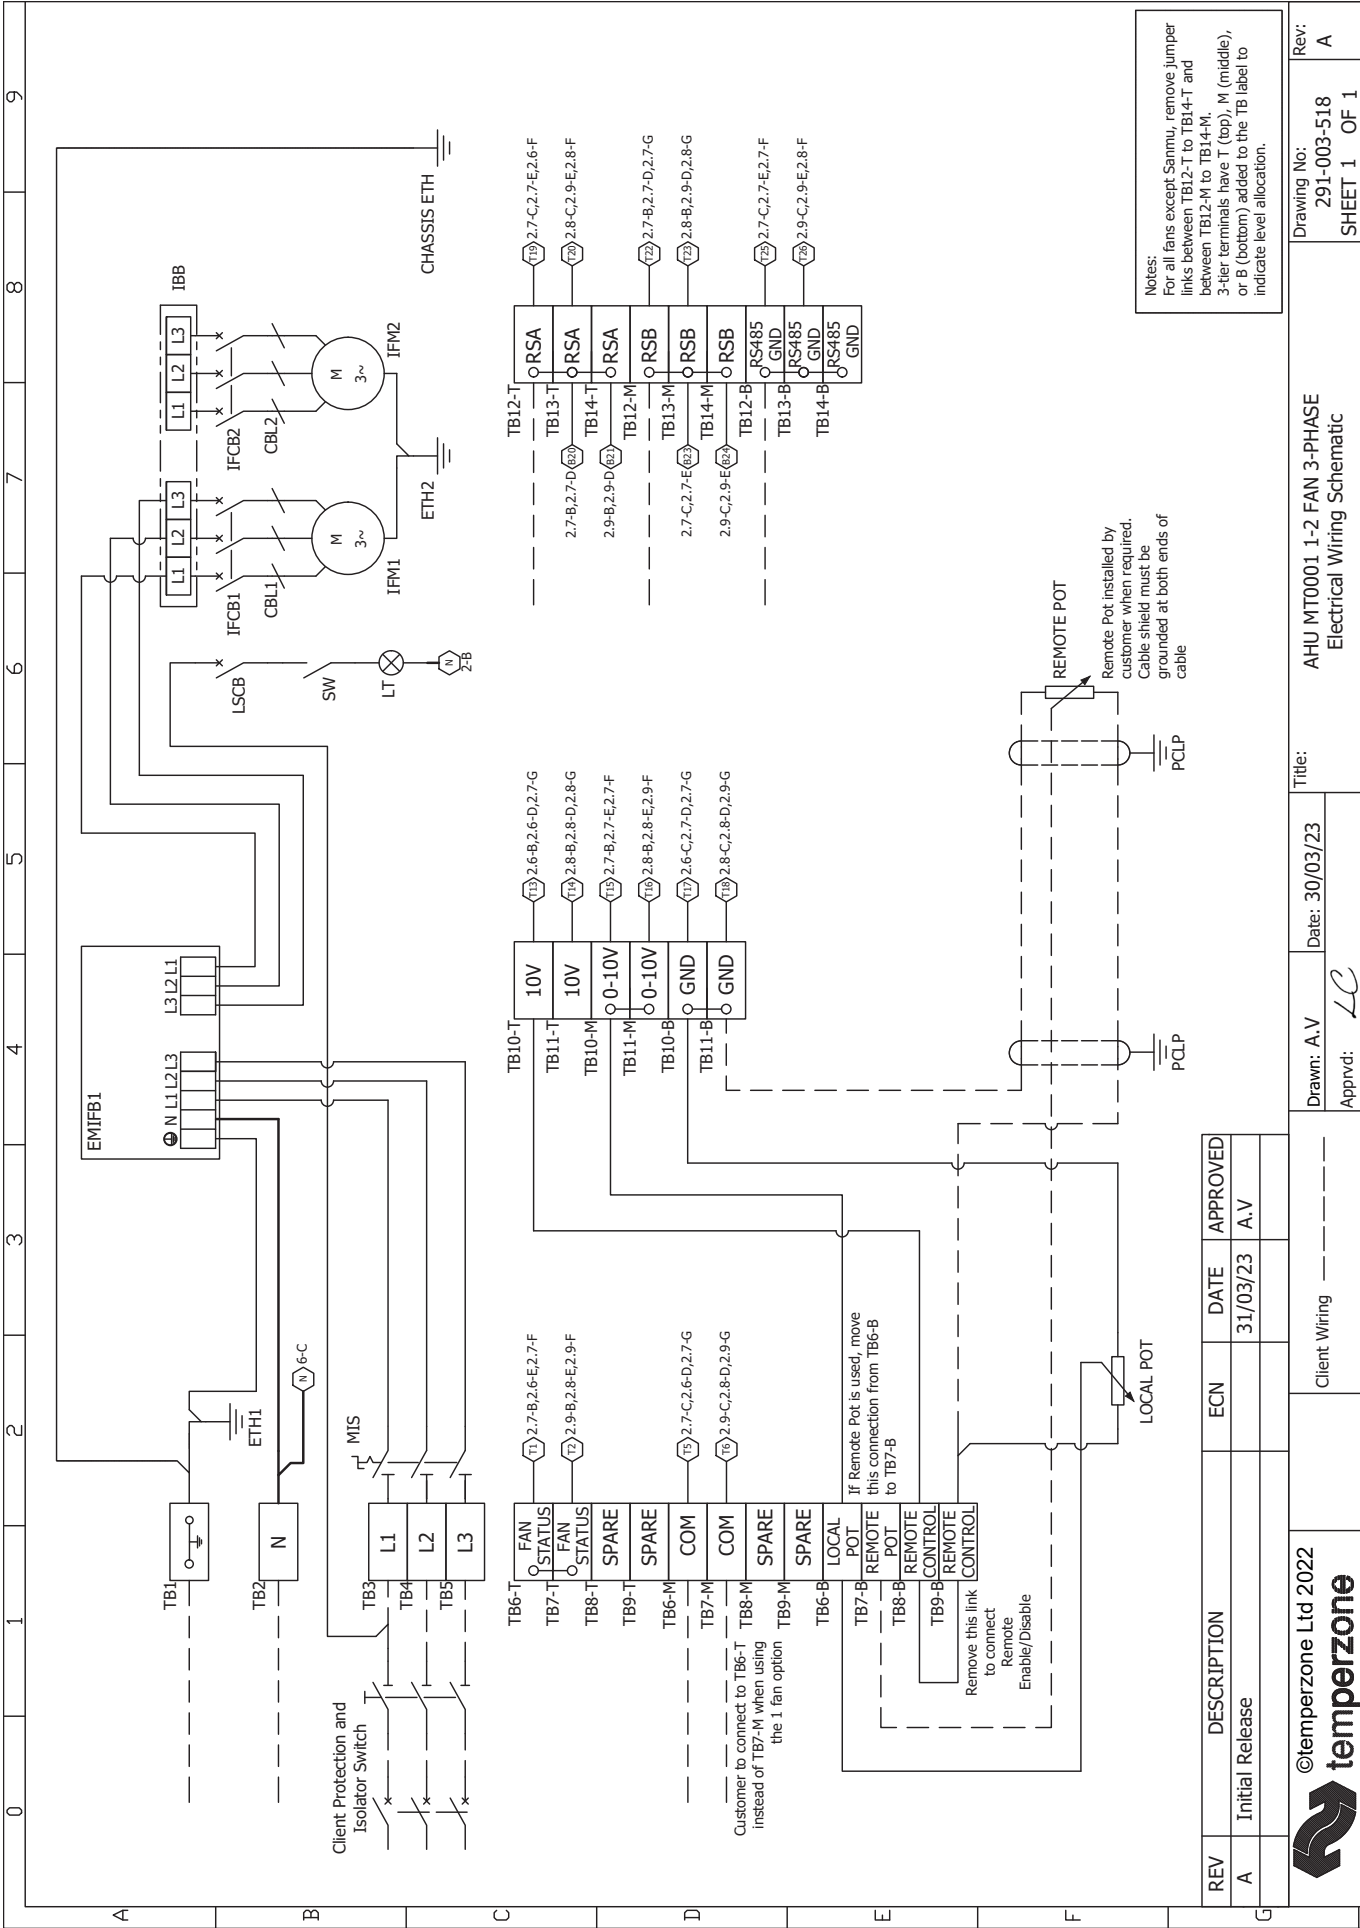 0 1 2 3 4 5 6 7 8 9
A
B
C
D
E
F
G
TB1
TB2
N
ETH1
N 6-C
Client Protection and
Isolator Switch
TB3
TB4
TB5
L1
L2
L3
MIS
EMIFB1
N L1 L2 L3
L3 L2 L1
LSCB
SW
LT
N
2-B
IBB
L1 L2 L3
L1 L2 L3
IFCB1
CBL1
IFCB2
CBL2
M
3~
IFM1
M
3~
IFM2
ETH2
CHASSIS ETH
TB6-T FAN STATUS T1 2.7-B,2.6-E,2.7-F
TB7-T FAN STATUS T2 2.9-B,2.8-E,2.9-F
TB8-T SPARE
TB9-T SPARE
TB6-M COM T5 2.7-C,2.6-D,2.7-G
TB7-M COM T6 2.9-C,2.8-D,2.9-G
TB8-M SPARE
TB9-M SPARE
TB6-B LOCAL POT
TB7-B REMOTE POT
TB8-B REMOTE CONTROL
TB9-B REMOTE CONTROL
Customer to connect to TB6-T
instead of TB7-M when using
the 1 fan option
Remove this link
to connect
Remote
Enable/Disable
If Remote Pot is used, move
this connection from TB6-B
to TB7-B
LOCAL POT
TB10-T 10V T13 2.6-B,2.6-D,2.7-G
TB11-T 10V T14 2.8-B,2.8-D,2.8-G
TB10-M 0-10V T15 2.7-B,2.7-E,2.7-F
TB11-M 0-10V T16 2.8-B,2.8-E,2.9-F
TB10-B GND T17 2.6-C,2.7-D,2.7-G
TB11-B GND T18 2.8-C,2.8-D,2.9-G
PCLP
PCLP
REMOTE POT
Remote Pot installed by
customer when required.
Cable shield must be
grounded at both ends of
cable
TB12-T RSA T19 2.7-C,2.7-E,2.6-F
2.7-B,2.7-D B20 TB13-T RSA T20 2.8-C,2.9-E,2.8-F
2.9-B,2.9-D B21 TB14-T RSA
TB12-M RSB T22 2.7-B,2.7-D,2.7-G
2.7-C,2.7-E B23 TB13-M RSB T23 2.8-B,2.9-D,2.8-G
2.9-C,2.9-E B24 TB14-M RSB
TB12-B RS485 GND T25 2.7-C,2.7-E,2.7-F
TB13-B RS485 GND T26 2.9-C,2.9-E,2.8-F
TB14-B RS485 GND
Notes:
For all fans except Sanmu, remove jumper
links between TB12-T to TB14-T and
between TB12-M to TB14-M.
3-tier terminals have T (top), M (middle),
or B (bottom) added to the TB label to
indicate level allocation.
REV DESCRIPTION ECN DATE APPROVED
A Initial Release 31/03/23 A.V
©temperzone Ltd 2022
temperzone
Client Wiring
Drawn: A.V
Date: 30/03/23
Apprvd: LC
Title:
AHU MT0001 1-2 FAN 3-PHASE
Electrical Wiring Schematic
Drawing No:
291-003-518
SHEET 1 OF 1
Rev:
A